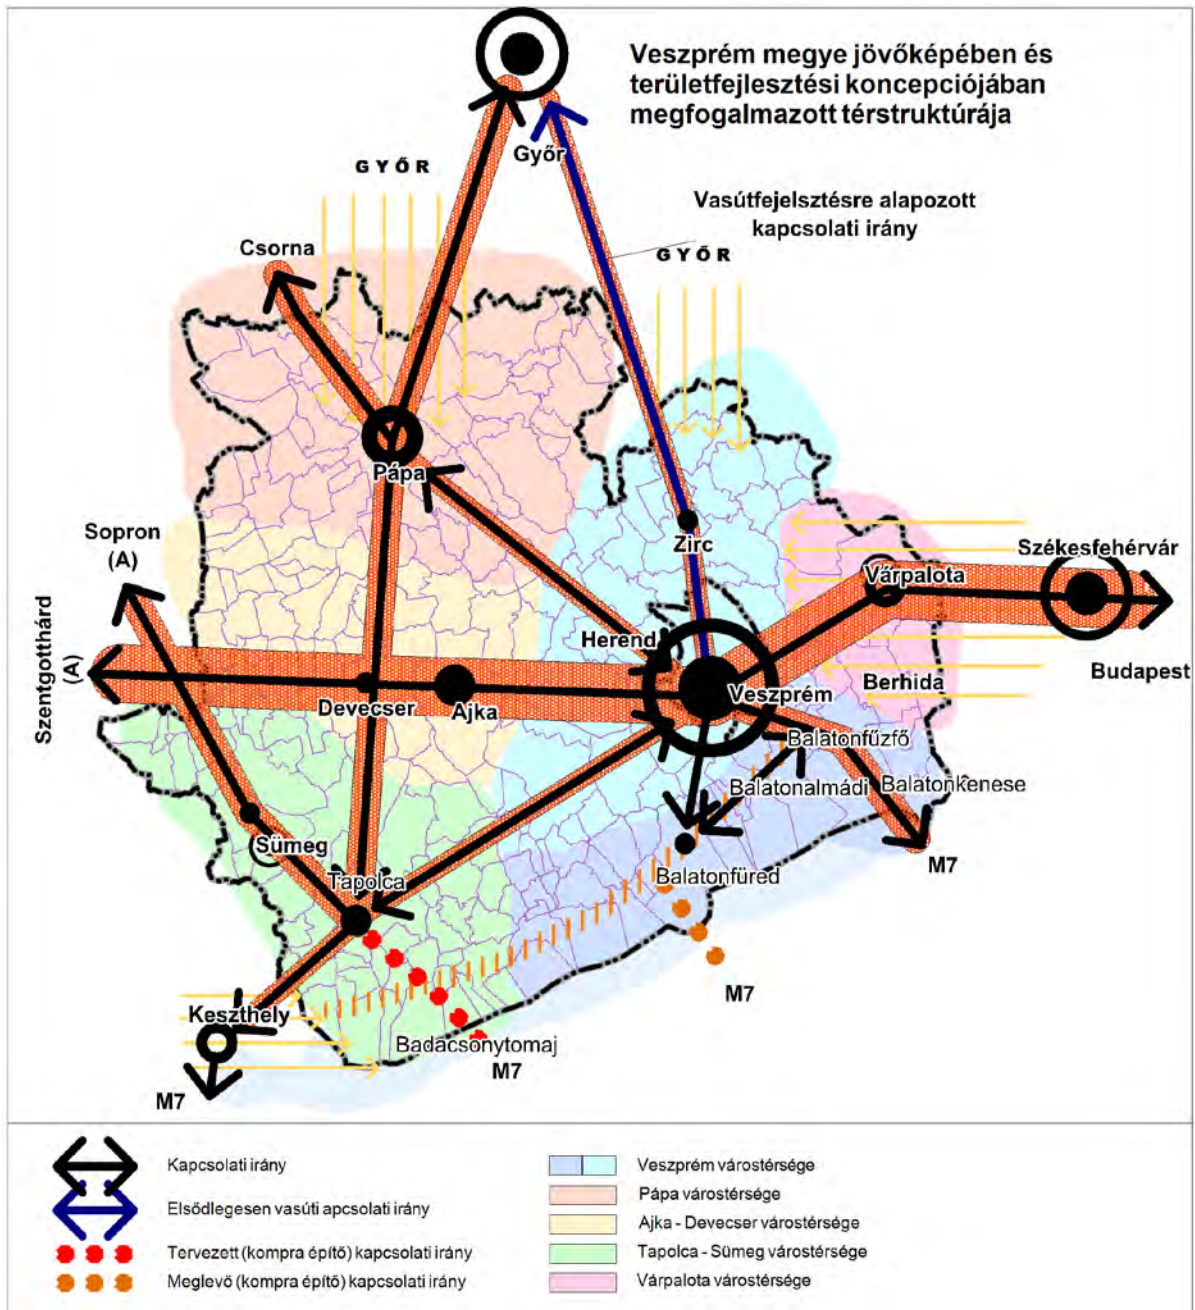 Veszprém megye jövőképében és
területfejlesztési koncepciójában
megfogalmazott térstruktúrája
Győr
GYŐR
Vasútfejelsztésre alapozott
kapcsolati irány
Csorna
GYŐR
Pápa
Sopron
(A)
Zirc
Székesfehérvár
Várpalota
Szentgotthárd
(A)
Herend
Budapest
Berhida
Veszprém
Devecser
Ajka
Balatonfűzfő
Balatonalmádi
Balatonkenese
Sümeg
M7
Tapolca
Balatonfüred
M7
Keszthely
Badacsonytomaj
M7
M7
Kapcsolati irány
Elsődlegesen vasúti apcsolati irány
Tervezett (kompra építő) kapcsolati irány
Meglevő (kompra építő) kapcsolati irány
Veszprém várostérsége
Pápa várostérsége
Ajka - Devecser várostérsége
Tapolca - Sümeg várostérsége
Várpalota várostérsége